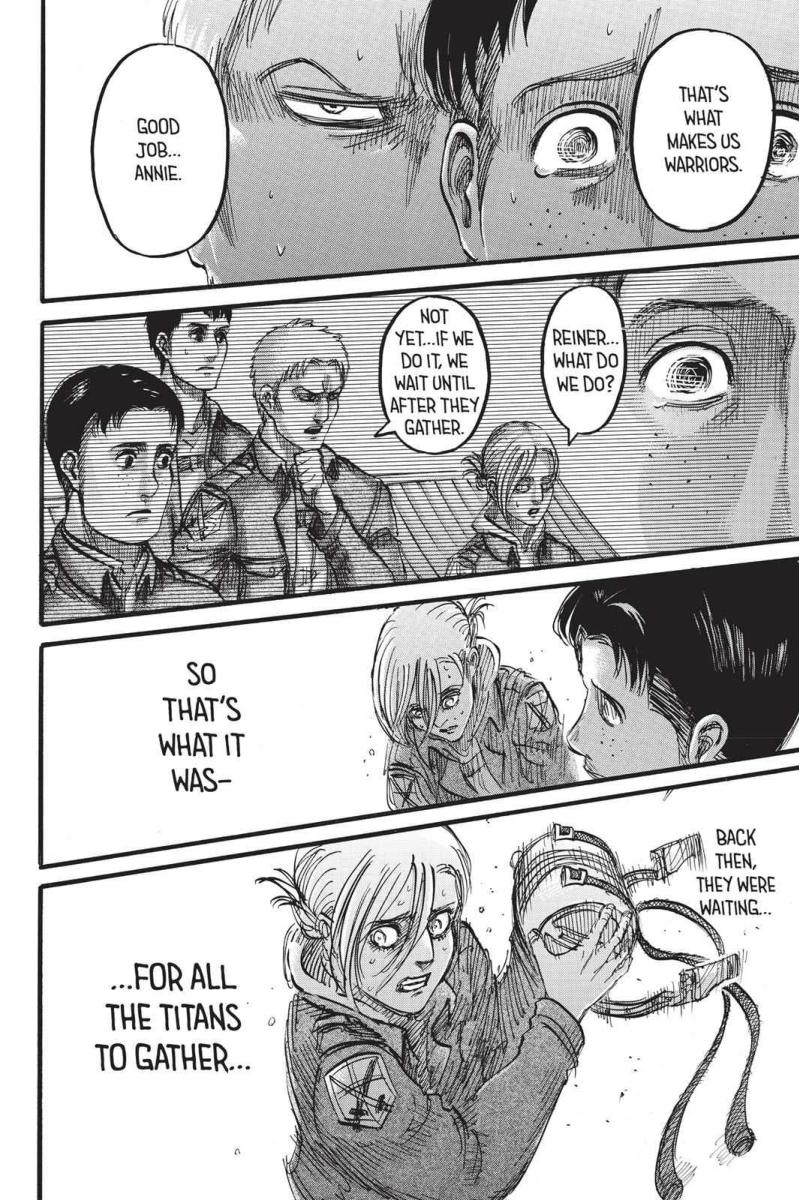 THAT'S
WHAT
MAKES US
WARRIORS.
GOOD
JOB...
ANNIE.
REINER...
WHAT DO
WE DO?
NOT
YET...IF WE
DO IT, WE
WAIT UNTIL
AFTER THEY
GATHER.
SO
THAT'S
WHAT IT
WAS–
BACK
THEN,
THEY WERE
WAITING...
...FOR ALL
THE TITANS
TO GATHER...